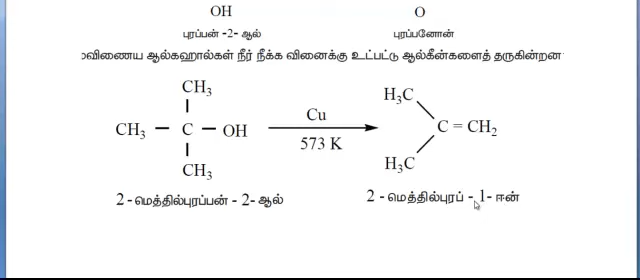 OH O
புரப்பன் -2- ஆல் புரப்பனோன்
ஆல்கஹால்கள் நீர் நீக்க வினைக்கு உட்பட்டு ஆல்கீன்களைத் தருகின்றன
CH3 H3C
CH3 — C — OH Cu C = CH2
573 K
CH3 H3C
2 - மெத்தில்புரப்பன் - 2- ஆல் 2 - மெத்தில்புரப் - 1- ஈன்